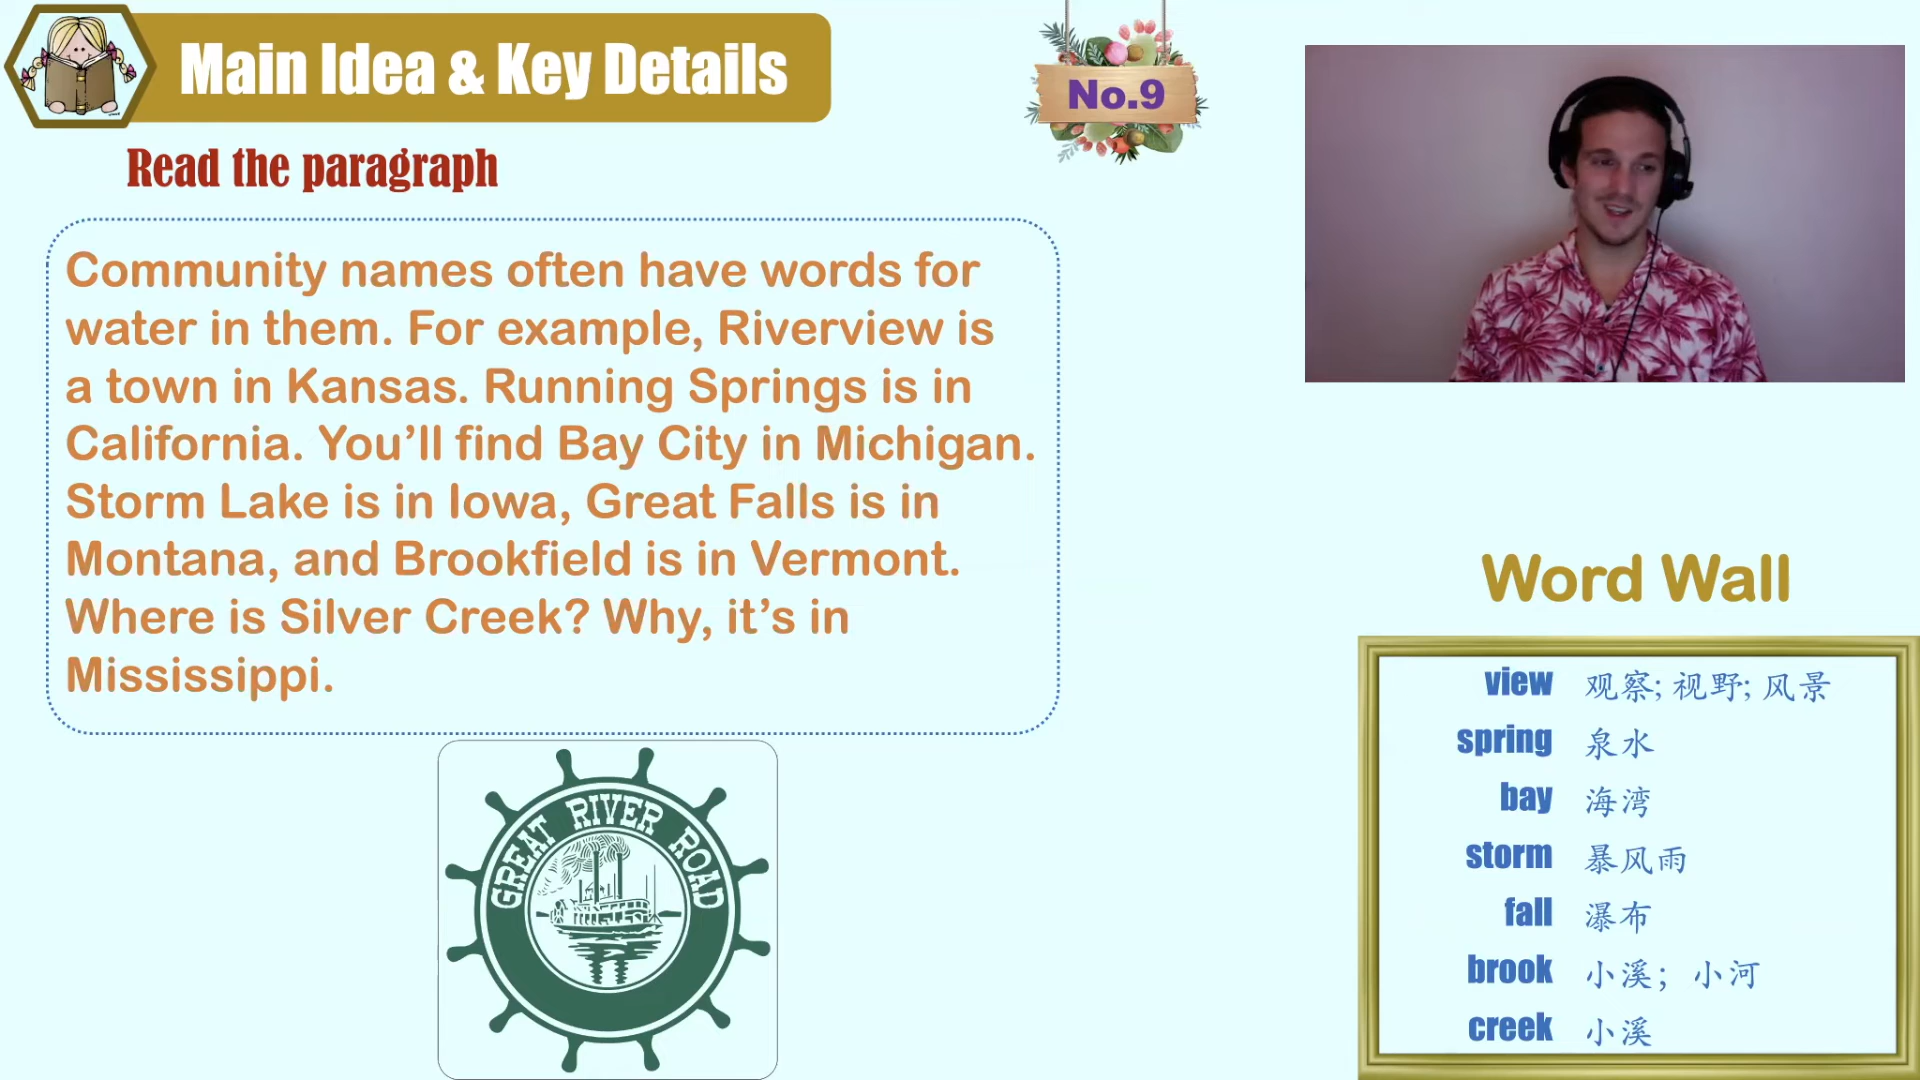 Main Idea & Key Details
No.9
Read the paragraph
Community names often have words for
water in them. For example, Riverview is
a town in Kansas. Running Springs is in
California. You’ll find Bay City in Michigan.
Storm Lake is in Iowa, Great Falls is in
Montana, and Brookfield is in Vermont.
Where is Silver Creek? Why, it’s in
Mississippi.
GREAT RIVER ROAD
Word Wall
view 观察; 视野; 风景
spring 泉水
bay 海湾
storm 暴风雨
fall 瀑布
brook 小溪; 小河
creek 小溪